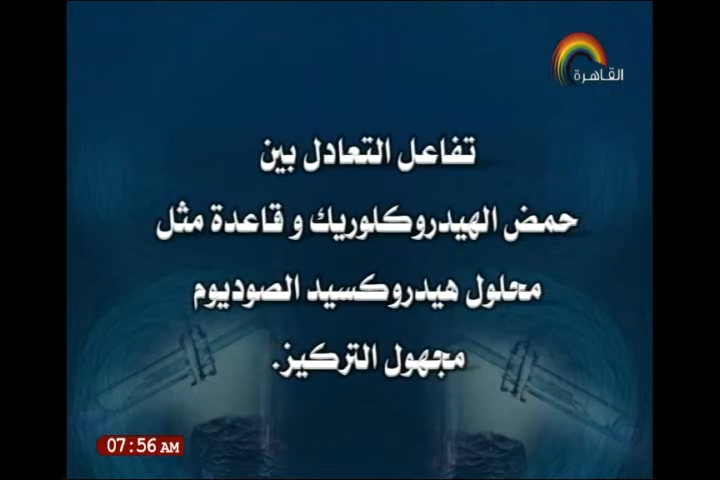 القاهرة
تفاعل التعادل بين
حمض الهيدروكلوريك و قاعدة مثل
محلول هيدروكسيد الصوديوم
مجهول التركيز.
07:56 AM